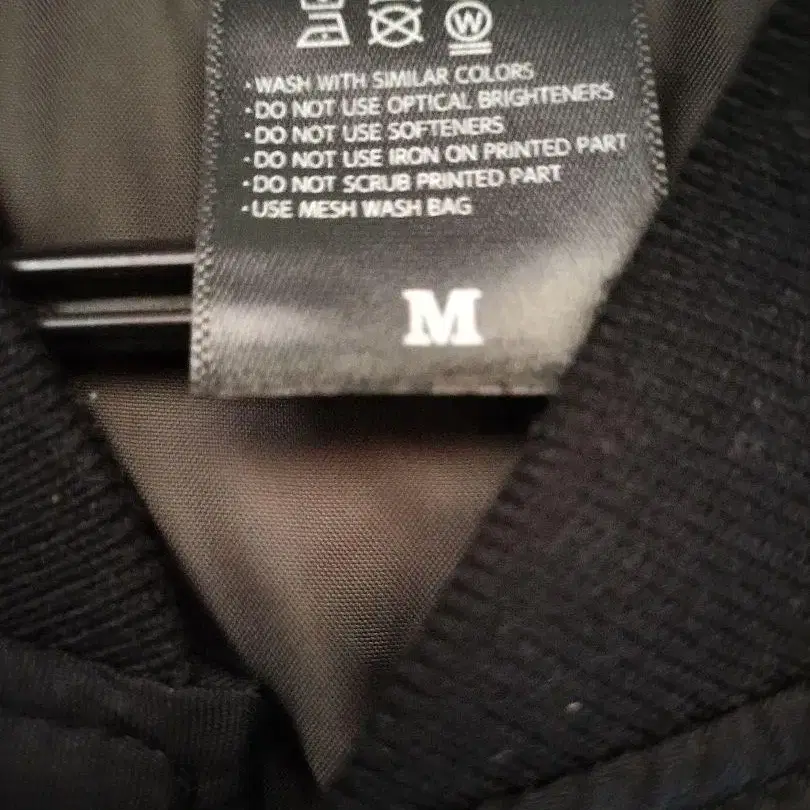 W
·WASH WITH SIMILAR COLORS
·DO NOT USE OPTICAL BRIGHTENERS
·DO NOT USE SOFTENERS
·DO NOT USE IRON ON PRINTED PART
·DO NOT SCRUB PRINTED PART
·USE MESH WASH BAG
M